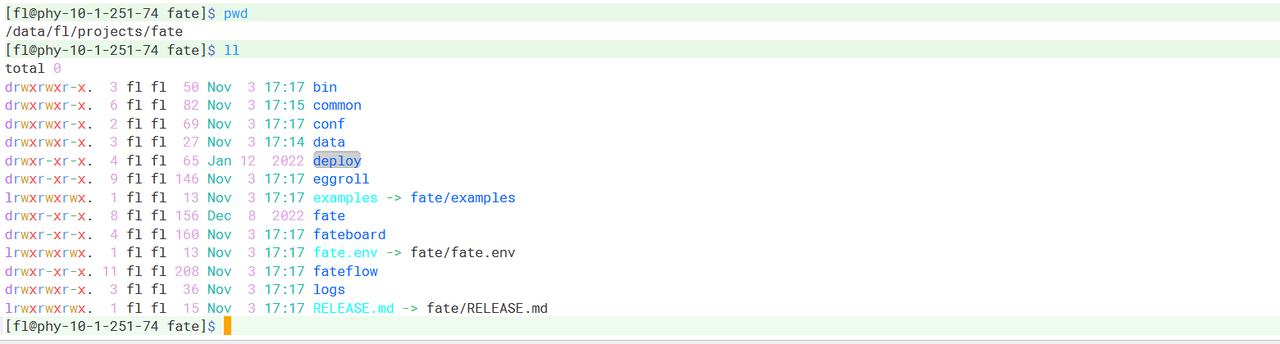 [fl@phy-10-1-251-74 fate]$ pwd
/data/fl/projects/fate
[fl@phy-10-1-251-74 fate]$ ll
total 0
drwxrwxr-x.  3 fl fl  50 Nov  3 17:17 bin
drwxrwxr-x.  6 fl fl  82 Nov  3 17:15 common
drwxrwxr-x.  2 fl fl  69 Nov  3 17:17 conf
drwxrwxr-x.  3 fl fl  27 Nov  3 17:14 data
drwxr-xr-x.  4 fl fl  65 Jan 12  2022 deploy
drwxr-xr-x.  9 fl fl 146 Nov  3 17:17 eggroll
lrwxrwxrwx.  1 fl fl  13 Nov  3 17:17 examples -> fate/examples
drwxr-xr-x.  8 fl fl 156 Dec  8  2022 fate
drwxr-xr-x.  4 fl fl 160 Nov  3 17:17 fateboard
lrwxrwxrwx.  1 fl fl  13 Nov  3 17:17 fate.env -> fate/fate.env
drwxr-xr-x. 11 fl fl 208 Nov  3 17:17 fateflow
drwxrwxr-x.  3 fl fl  36 Nov  3 17:17 logs
lrwxrwxrwx.  1 fl fl  15 Nov  3 17:17 RELEASE.md -> fate/RELEASE.md
[fl@phy-10-1-251-74 fate]$